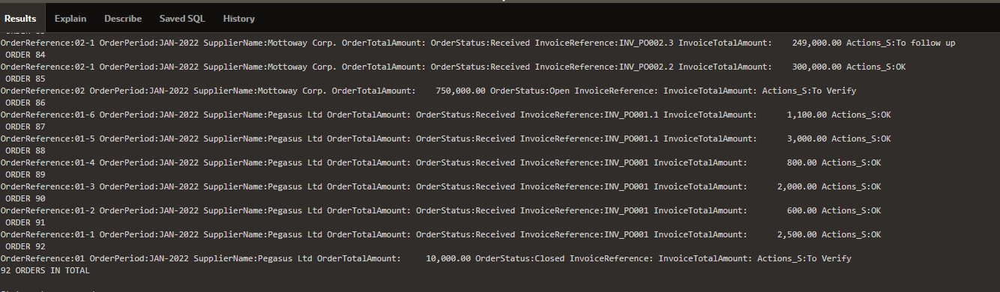 Results Explain Describe Saved SQL History
OrderReference:02-1 OrderPeriod:JAN-2022 SupplierName:Mottoway Corp. OrderTotalAmount: OrderStatus:Received InvoiceReference:INV_PO002.3 InvoiceTotalAmount: 249,000.00 Actions_S:To follow up
ORDER 84
OrderReference:02-1 OrderPeriod:JAN-2022 SupplierName:Mottoway Corp. OrderTotalAmount: OrderStatus:Received InvoiceReference:INV_PO002.2 InvoiceTotalAmount: 300,000.00 Actions_S:OK
ORDER 85
OrderReference:02 OrderPeriod:JAN-2022 SupplierName:Mottoway Corp. OrderTotalAmount: 750,000.00 OrderStatus:Open InvoiceReference: InvoiceTotalAmount: Actions_S:To Verify
ORDER 86
OrderReference:01-6 OrderPeriod:JAN-2022 SupplierName:Pegasus Ltd OrderTotalAmount: OrderStatus:Received InvoiceReference:INV_PO001.1 InvoiceTotalAmount: 1,100.00 Actions_S:OK
ORDER 87
OrderReference:01-5 OrderPeriod:JAN-2022 SupplierName:Pegasus Ltd OrderTotalAmount: OrderStatus:Received InvoiceReference:INV_PO001.1 InvoiceTotalAmount: 3,000.00 Actions_S:OK
ORDER 88
OrderReference:01-4 OrderPeriod:JAN-2022 SupplierName:Pegasus Ltd OrderTotalAmount: OrderStatus:Received InvoiceReference:INV_PO001 InvoiceTotalAmount: 800.00 Actions_S:OK
ORDER 89
OrderReference:01-3 OrderPeriod:JAN-2022 SupplierName:Pegasus Ltd OrderTotalAmount: OrderStatus:Received InvoiceReference:INV_PO001 InvoiceTotalAmount: 2,000.00 Actions_S:OK
ORDER 90
OrderReference:01-2 OrderPeriod:JAN-2022 SupplierName:Pegasus Ltd OrderTotalAmount: OrderStatus:Received InvoiceReference:INV_PO001 InvoiceTotalAmount: 600.00 Actions_S:OK
ORDER 91
OrderReference:01-1 OrderPeriod:JAN-2022 SupplierName:Pegasus Ltd OrderTotalAmount: OrderStatus:Received InvoiceReference:INV_PO001 InvoiceTotalAmount: 2,500.00 Actions_S:OK
ORDER 92
OrderReference:01 OrderPeriod:JAN-2022 SupplierName:Pegasus Ltd OrderTotalAmount: 10,000.00 OrderStatus:Closed InvoiceReference: InvoiceTotalAmount: Actions_S:To Verify
92 ORDERS IN TOTAL